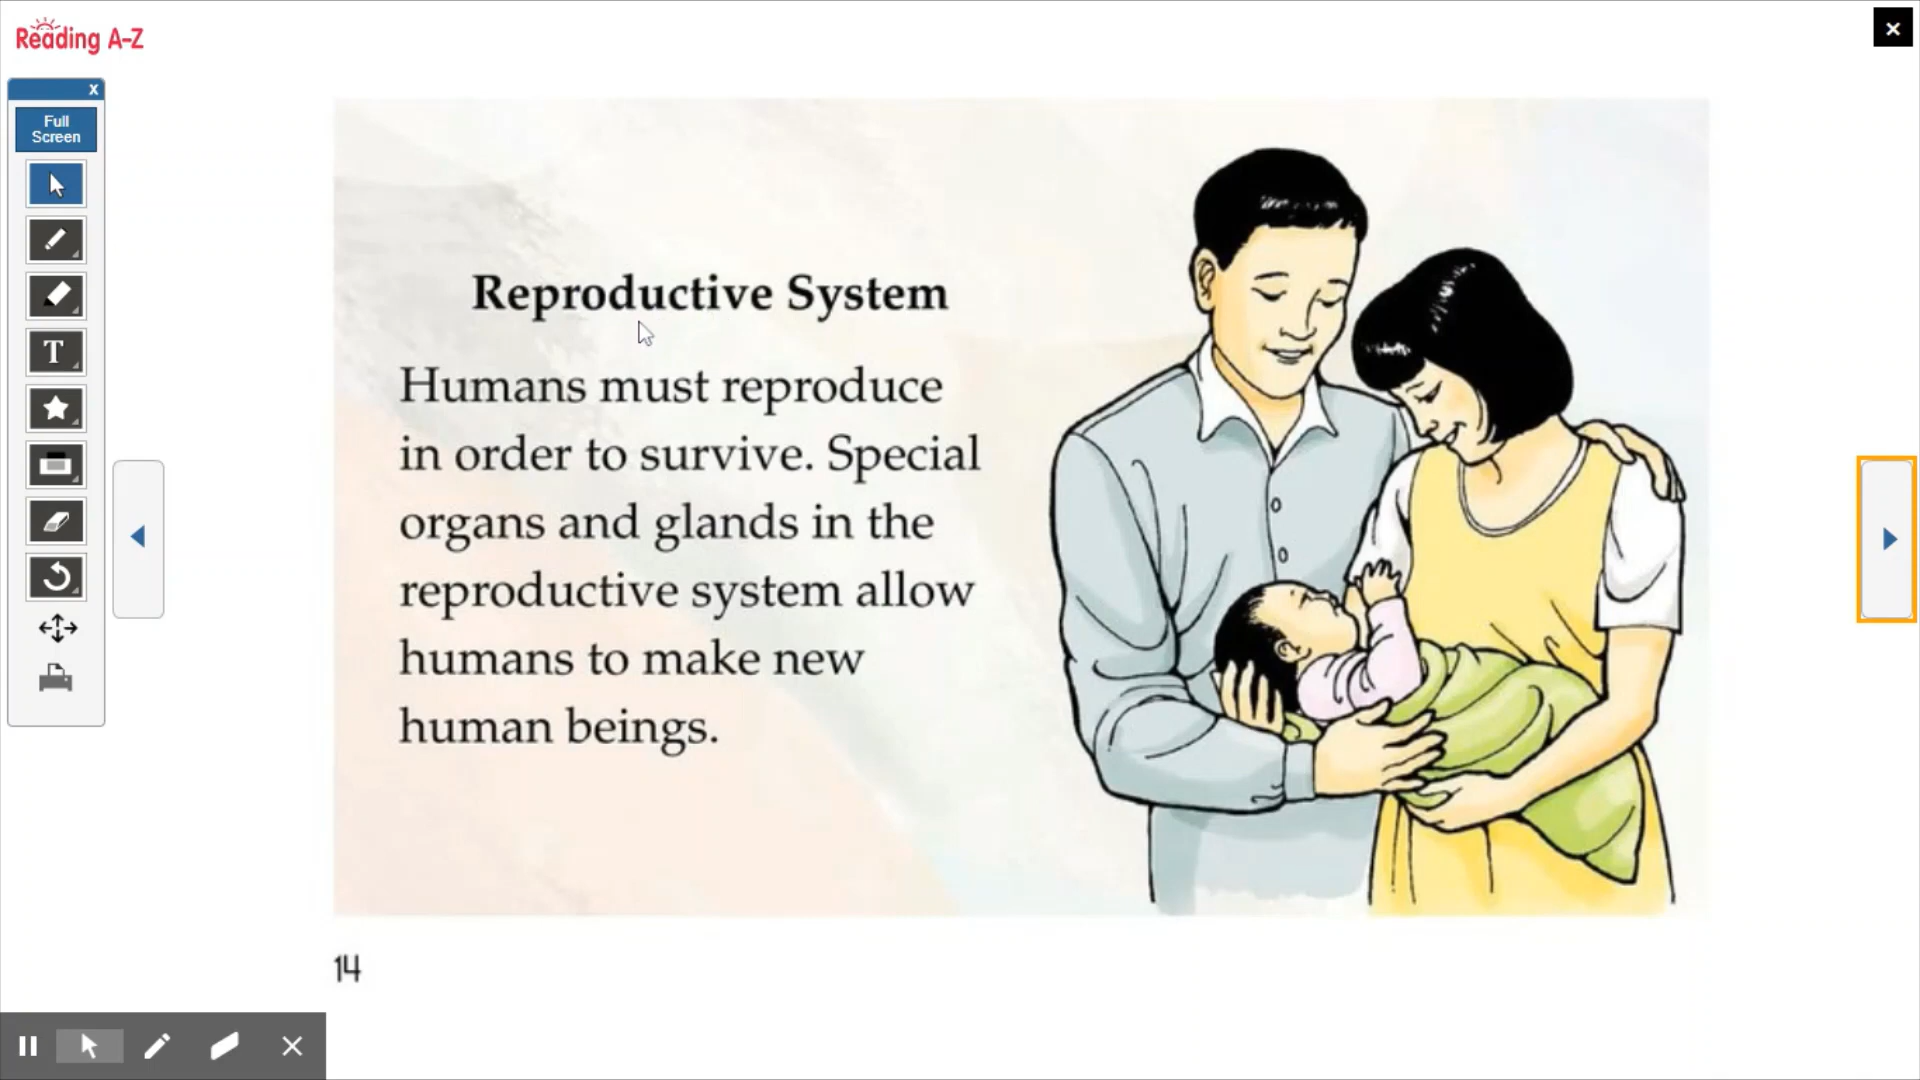 Reading A-Z
x
Full
Screen
T
Reproductive System
Humans must reproduce
in order to survive. Special
organs and glands in the
reproductive system allow
humans to make new
human beings.
14